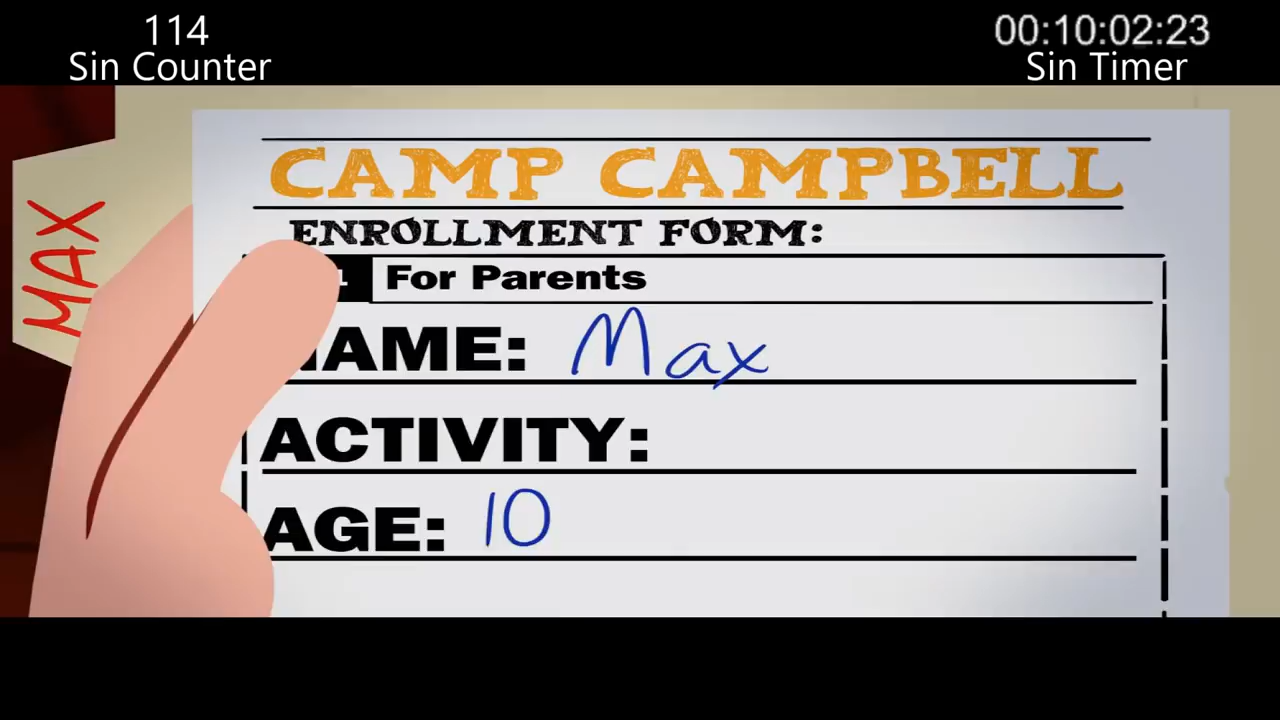 114
Sin Counter
00:10:02:23
Sin Timer
MAX
CAMP CAMPBELL
ENROLLMENT FORM:
For Parents
NAME: Max
ACTIVITY:
AGE: 10